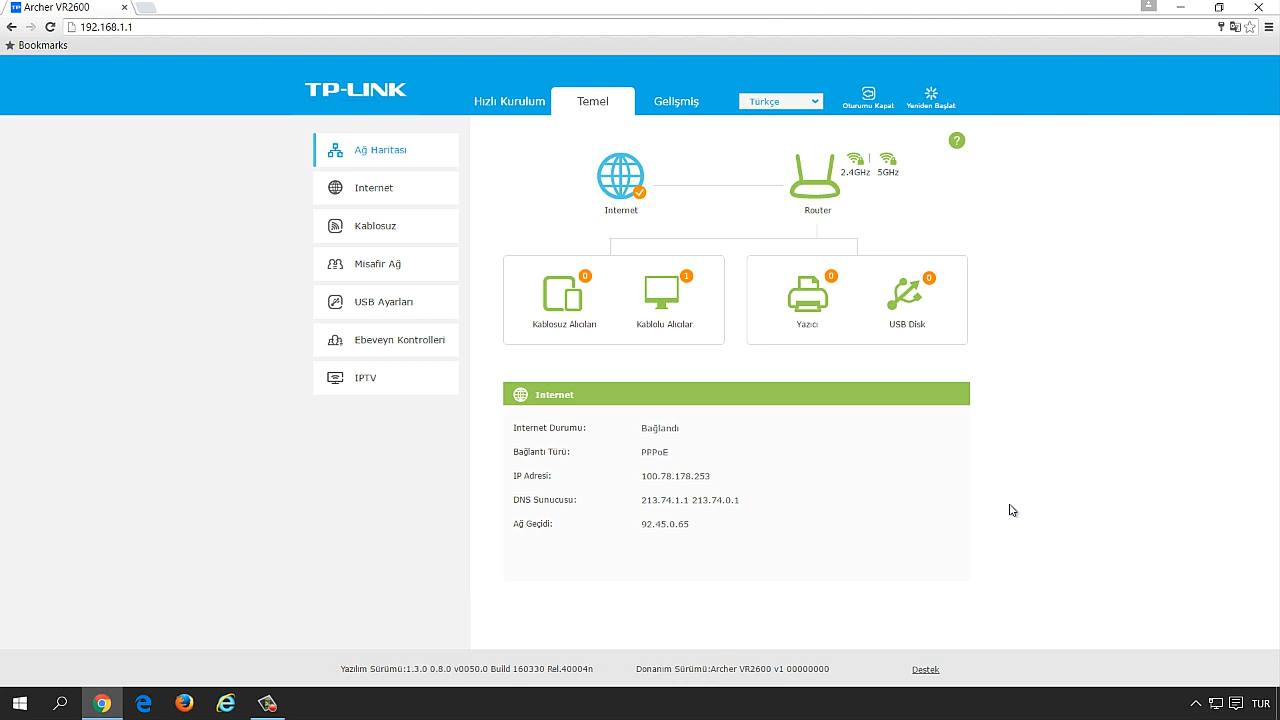 Archer VR2600
192.168.1.1
Bookmarks
TP-LINK
Hızlı Kurulum
Temel
Gelişmiş
Türkçe
Oturumu Kapat
Yeniden Başlat
Ağ Haritası
Internet
Kablosuz
Misafir Ağ
USB Ayarları
Ebeveyn Kontrolleri
IPTV
?
2.4GHz
5GHz
Internet
Router
0
1
0
0
Kablosuz Alıcıları
Kablolu Alıcılar
Yazıcı
USB Disk
Internet
Internet Durumu: Bağlandı
Bağlantı Türü: PPPoE
IP Adresi: 100.78.178.253
DNS Sunucusu: 213.74.1.1 213.74.0.1
Ağ Geçidi: 92.45.0.65
Yazılım Sürümü:1.3.0 0.8.0 v0050.0 Build 160330 Rel.40004n
Donanım Sürümü:Archer VR2600 v1 00000000
Destek
TUR